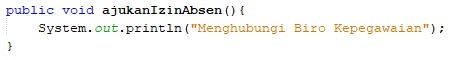 public void ajukanIzinAbsen(){
    System.out.println("Menghubungi Biro Kepegawaian");
}